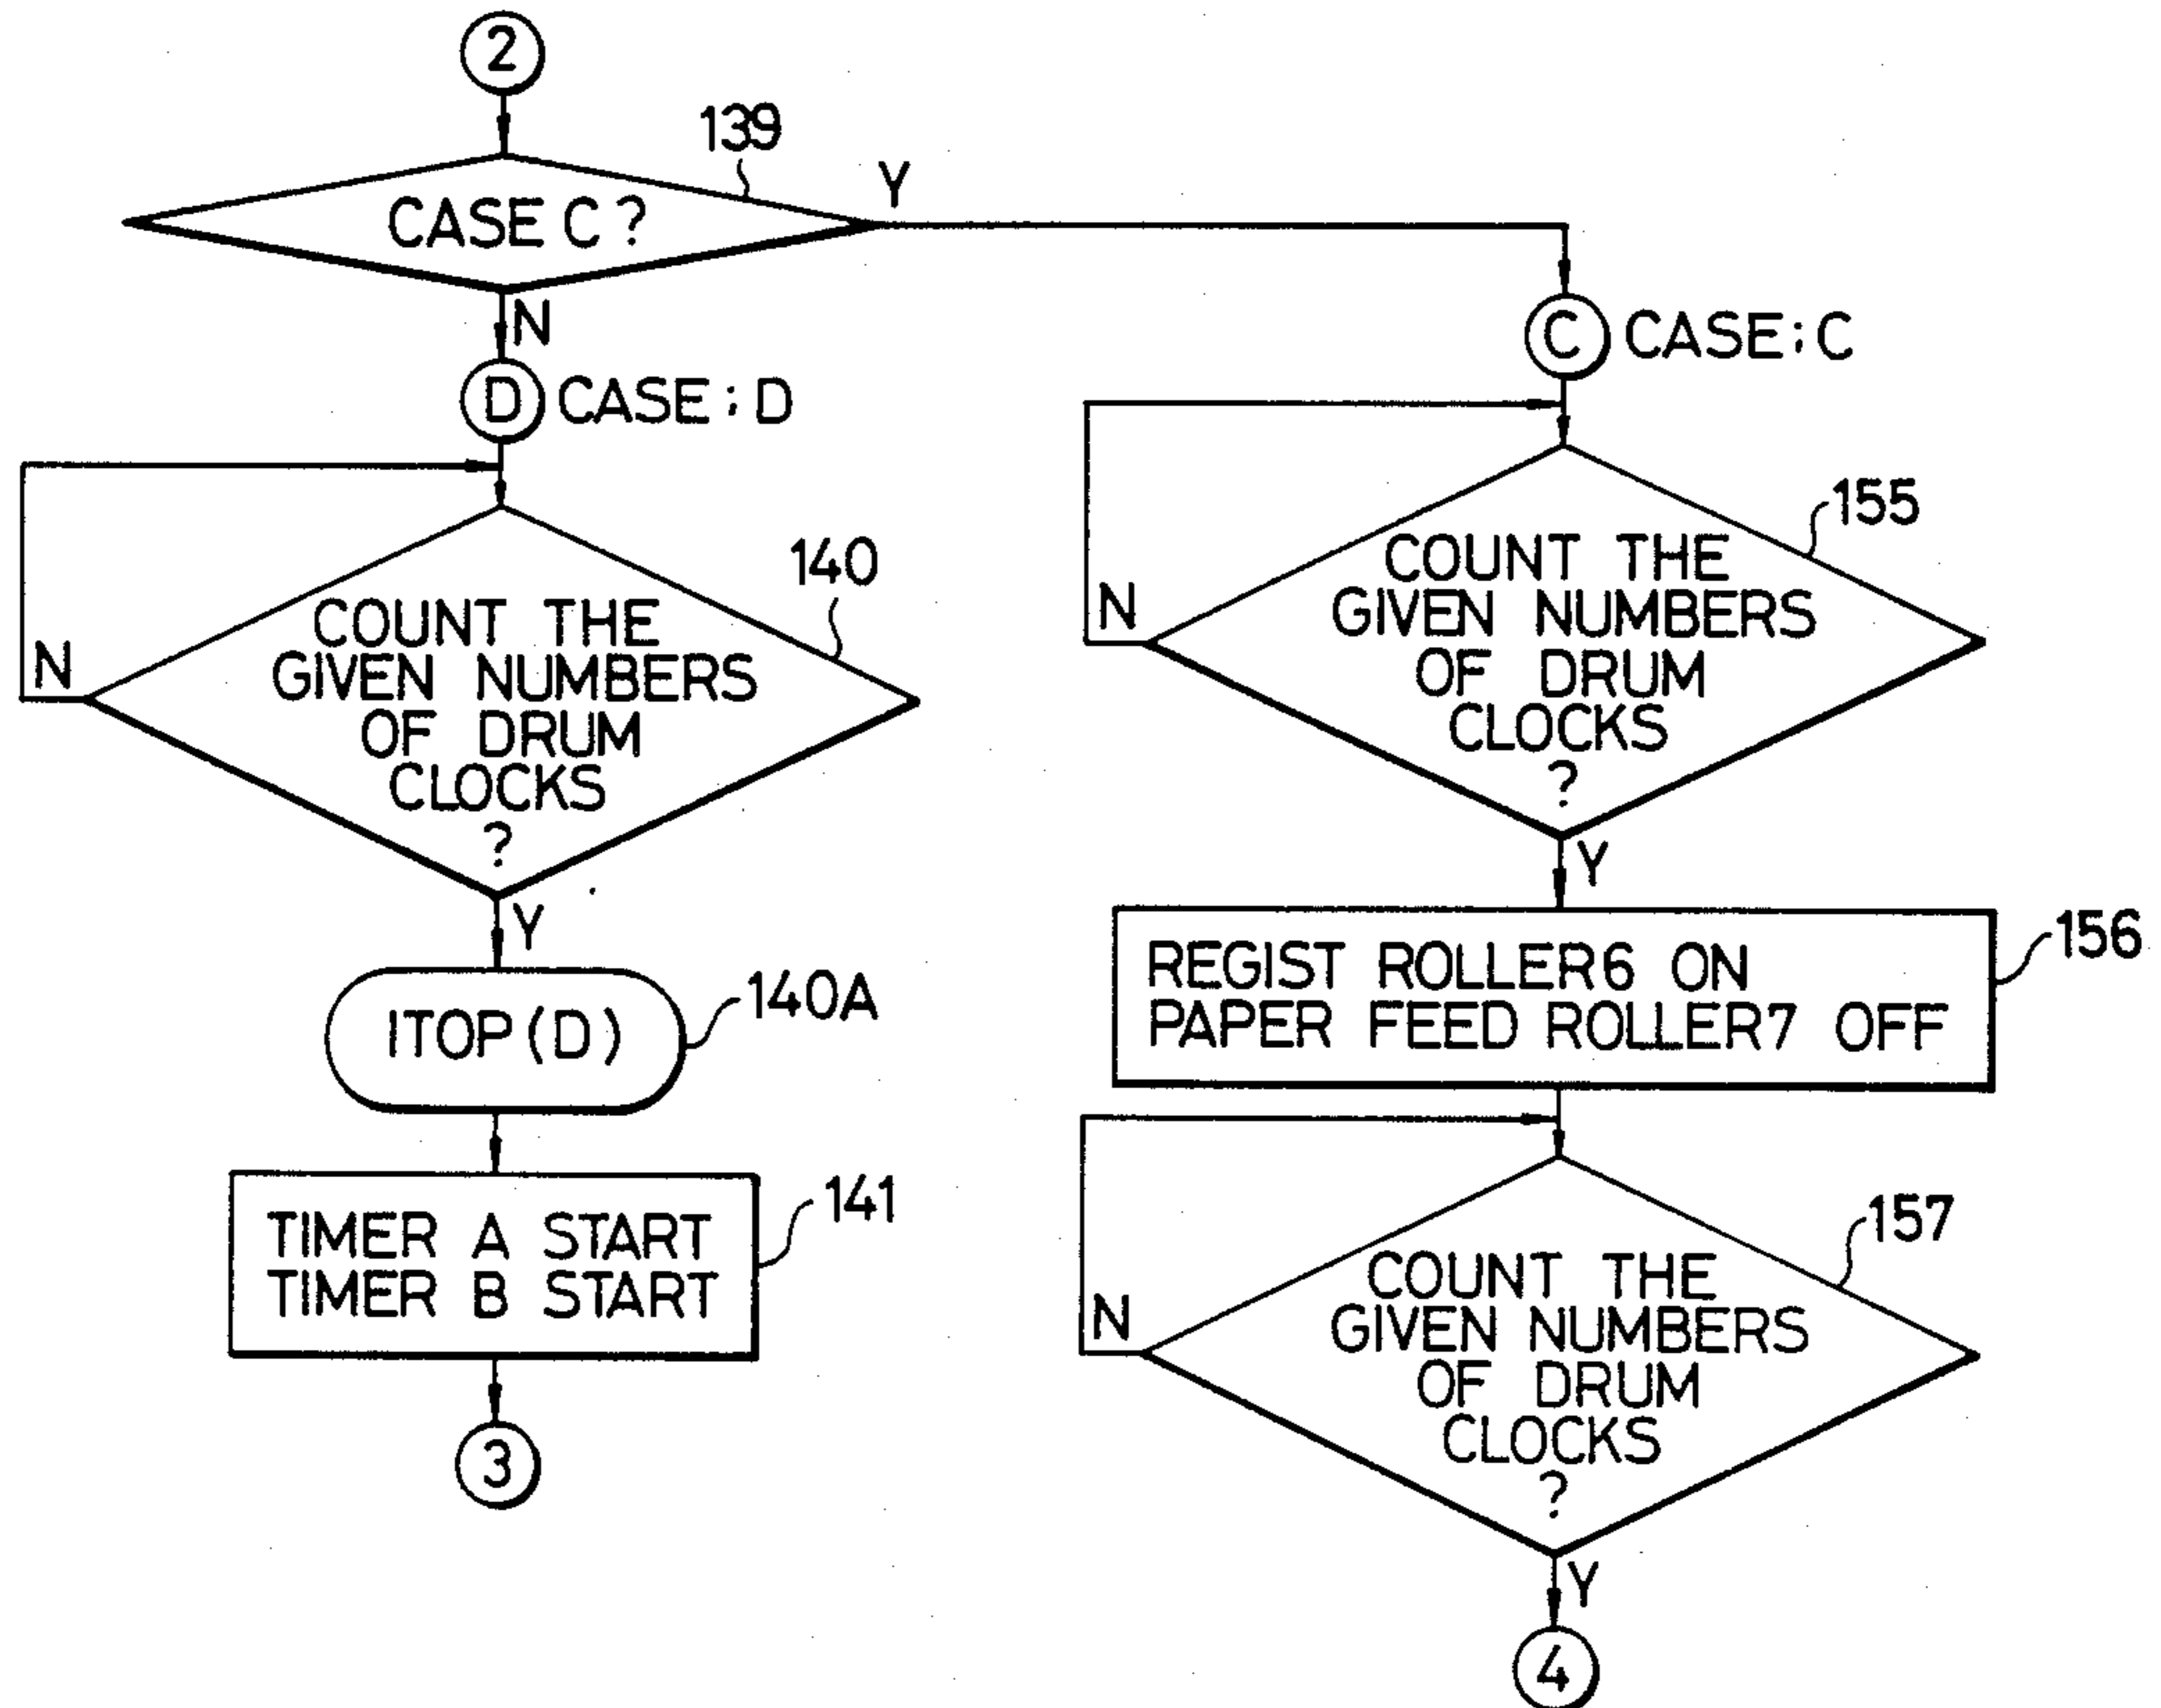 2
139
CASE C ?
Y
N
D CASE ; D
140
COUNT THE
GIVEN NUMBERS
OF DRUM
CLOCKS
?
N
Y
140A
ITOP (D)
141
TIMER A START
TIMER B START
3
C CASE ; C
155
COUNT THE
GIVEN NUMBERS
OF DRUM
CLOCKS
?
N
Y
156
REGIST ROLLER6 ON
PAPER FEED ROLLER7 OFF
157
COUNT THE
GIVEN NUMBERS
OF DRUM
CLOCKS
?
N
Y
4